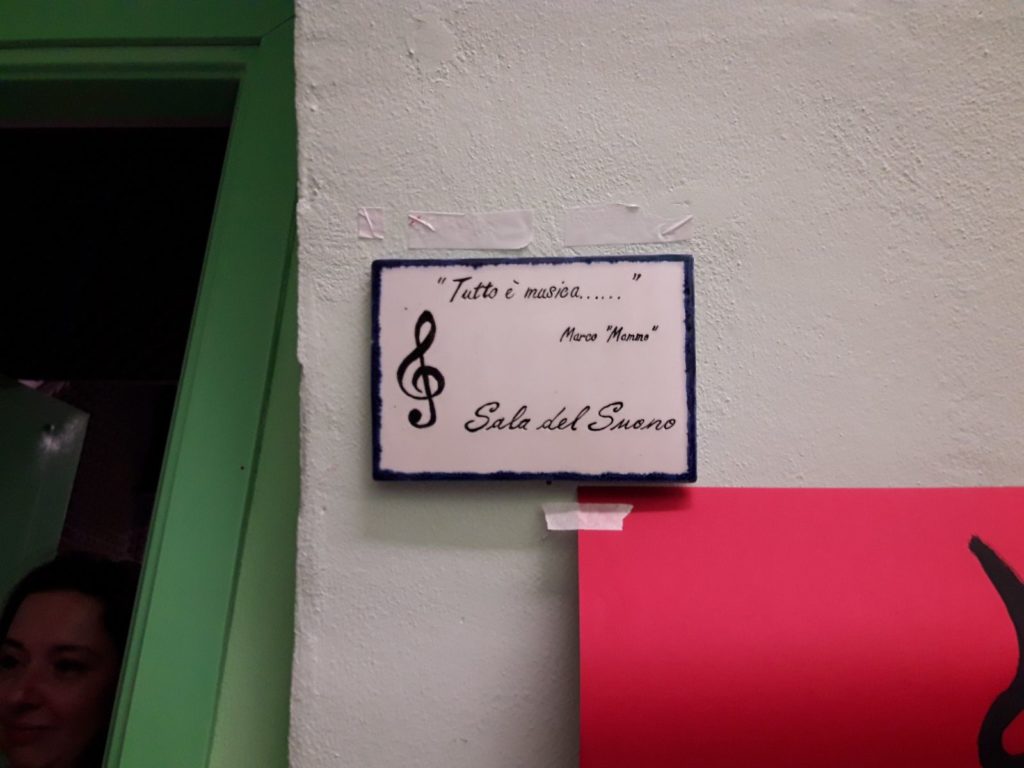 "Tutto è musica......"
Marco "Mammo"
Sala del Suono